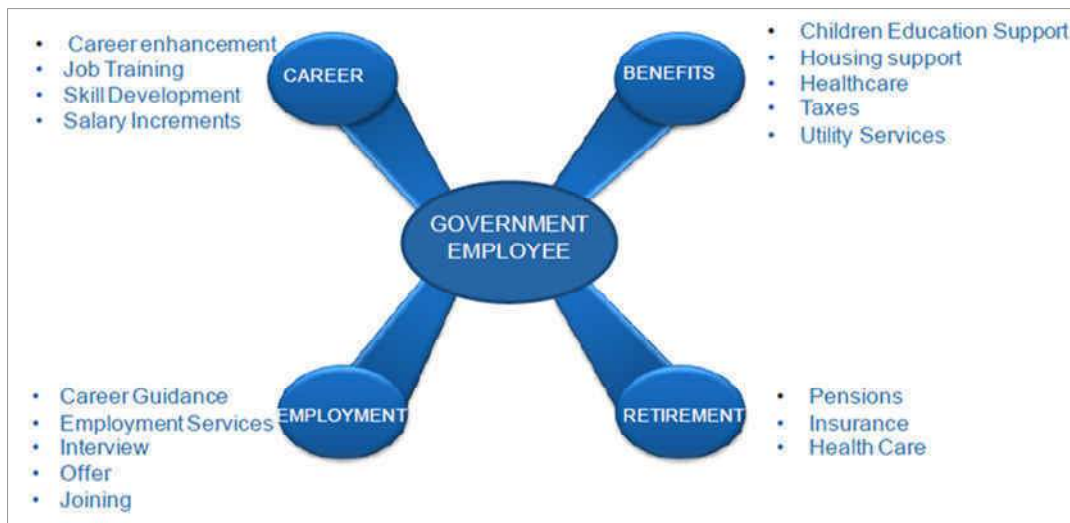 • Career enhancement
• Job Training
• Skill Development
• Salary Increments
CAREER
BENEFITS
• Children Education Support
• Housing support
• Healthcare
• Taxes
• Utility Services
GOVERNMENT
EMPLOYEE
• Career Guidance
• Employment Services
• Interview
• Offer
• Joining
EMPLOYMENT
RETIREMENT
• Pensions
• Insurance
• Health Care